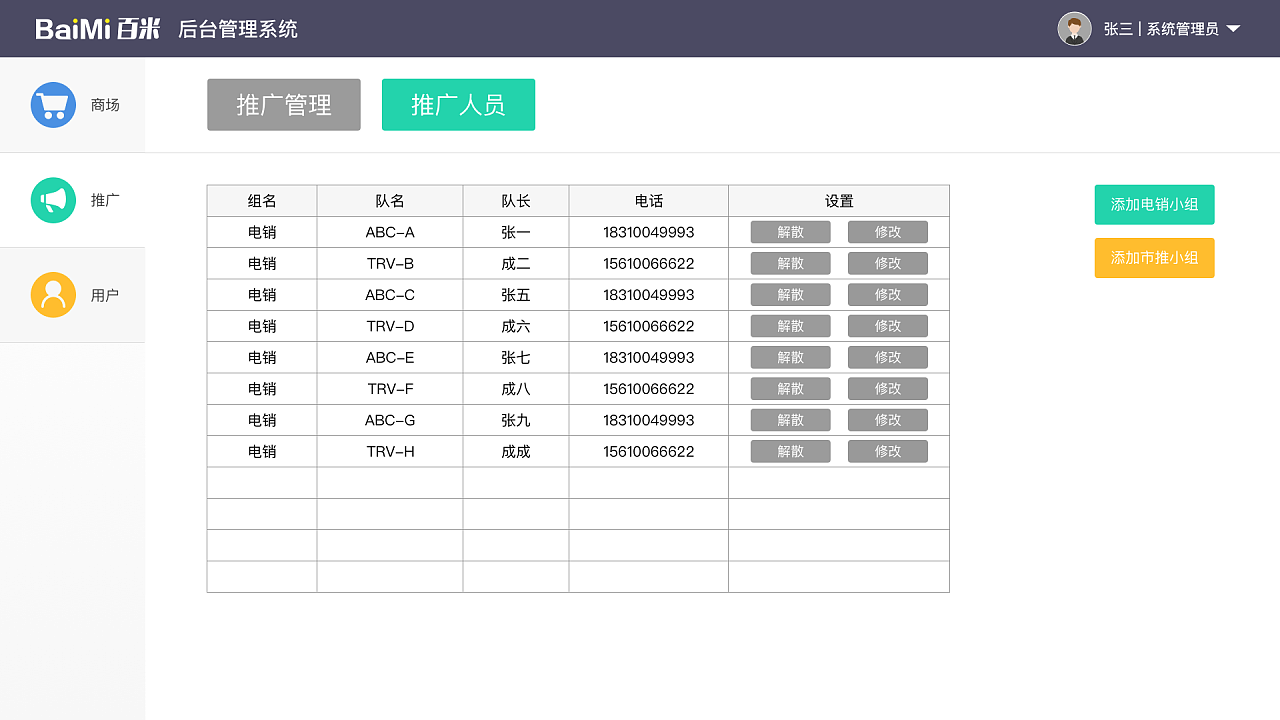 BaiMi 百米 后台管理系统 张三 | 系统管理员
商场
推广
用户
推广管理 推广人员
组名 队名 队长 电话 设置
电销 ABC-A 张一 18310049993 解散 修改
电销 TRV-B 成二 15610066622 解散 修改
电销 ABC-C 张五 18310049993 解散 修改
电销 TRV-D 成六 15610066622 解散 修改
电销 ABC-E 张七 18310049993 解散 修改
电销 TRV-F 成八 15610066622 解散 修改
电销 ABC-G 张九 18310049993 解散 修改
电销 TRV-H 成成 15610066622 解散 修改
添加电销小组
添加市推小组